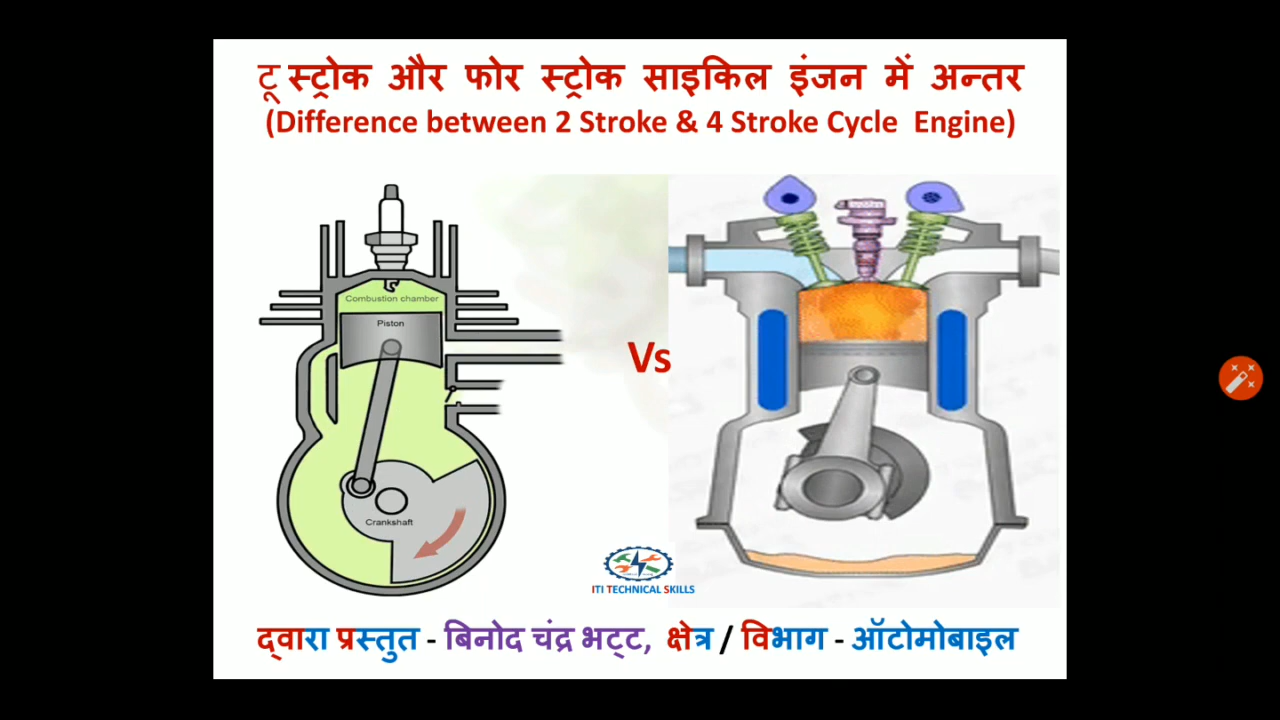 टू स्ट्रोक और फोर स्ट्रोक साइकिल इंजन में अन्तर
(Difference between 2 Stroke & 4 Stroke Cycle Engine)
Combustion chamber
Piston
Vs
Crankshaft
ITI TECHNICAL SKILLS
द्वारा प्रस्तुत - बिनोद चंद्र भट्ट, क्षेत्र / विभाग - ऑटोमोबाइल